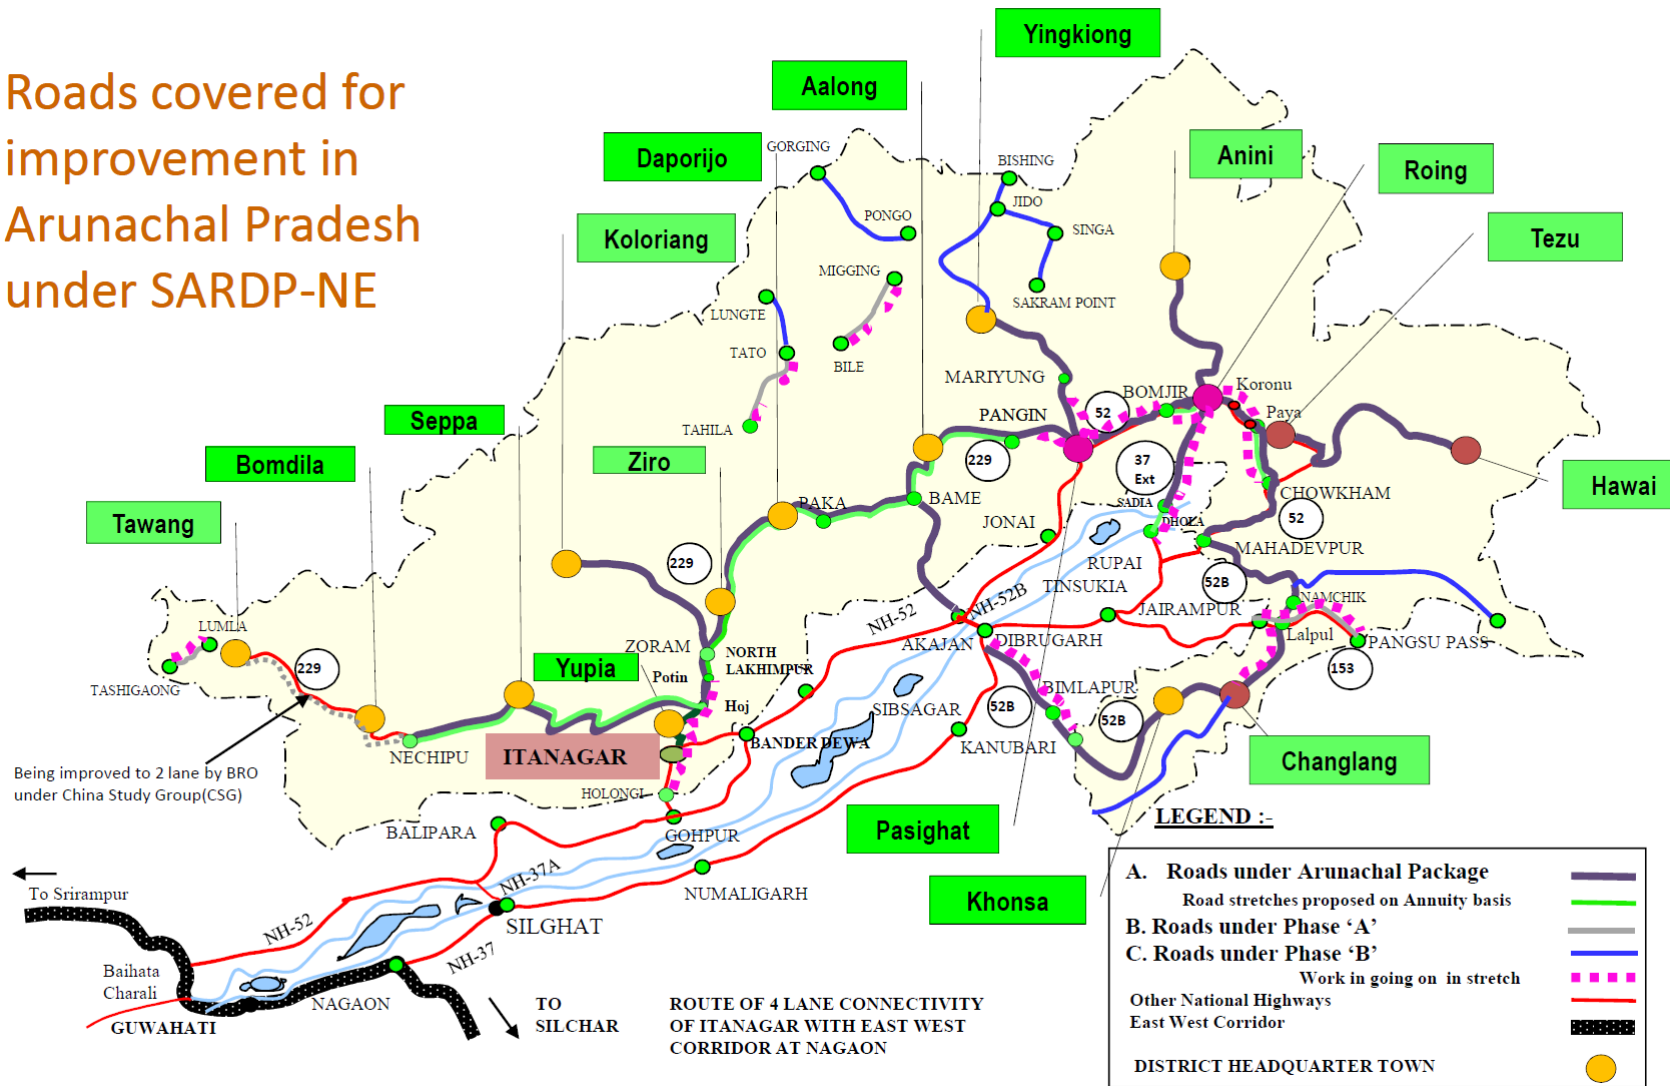 Roads covered for
improvement in
Arunachal Pradesh
under SARDP-NE
Yingkiong
Aalong
Daporijo
Koloriang
Anini
Roing
Tezu
Seppa
Bomdila
Ziro
Tawang
Hawai
Yupia
Changlang
Pasighat
Khonsa
GORGING
BISHING
JIDO
PONGO
SINGA
MIGGING
SAKRAM POINT
LUNGTE
TATO
BILE
MARIYUNG
BOMJIR
Koronu
Paya
PANGIN
52
TAHILA
229
37
Ext
PAKA
BAME
SADIA
CHOWKHAM
52
JONAI
DHOLA
MAHADEVPUR
RUPAI
229
TINSUKIA
52B
NAMCHIK
NH-52
NH-52B
JAIRAMPUR
LUMLA
ZORAM
NORTH
LAKHIMPUR
AKAJAN
DIBRUGARH
Lalpul
PANGSU PASS
TASHIGAONG
229
Potin
153
BIMLAPUR
Hoj
SIBSAGAR
52B
52B
BANDER DEWA
KANUBARI
NECHIPU
ITANAGAR
Being improved to 2 lane by BRO
under China Study Group(CSG)
HOLONGI
BALIPARA
GOHPUR
NH-37A
NUMALIGARH
To Srirampur
SILGHAT
NH-52
NH-37
Baihata
Charali
NAGAON
GUWAHATI
TO
SILCHAR
ROUTE OF 4 LANE CONNECTIVITY
OF ITANAGAR WITH EAST WEST
CORRIDOR AT NAGAON
LEGEND :-
A. Roads under Arunachal Package
Road stretches proposed on Annuity basis
B. Roads under Phase ‘A’
C. Roads under Phase ‘B’
Work in going on in stretch
Other National Highways
East West Corridor
DISTRICT HEADQUARTER TOWN